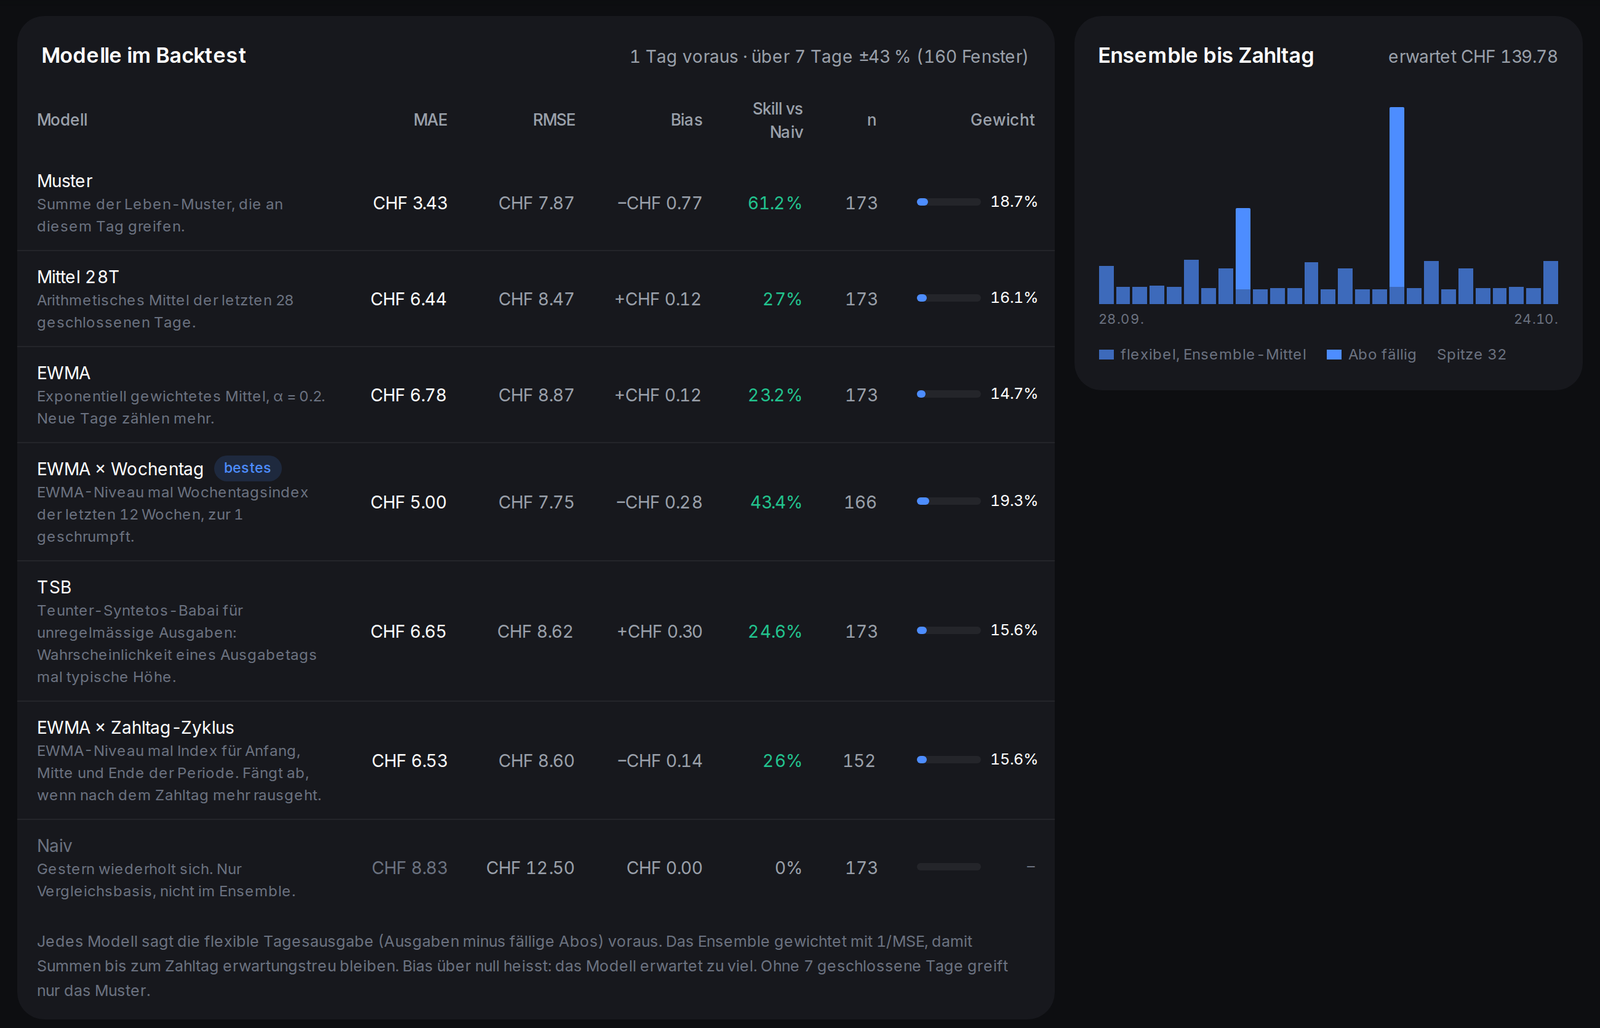 Modelle im Backtest
1 Tag voraus · über 7 Tage ±43 % (160 Fenster)
Modell MAE RMSE Bias Skill vs Naiv n Gewicht
Muster
Summe der Leben-Muster, die an
diesem Tag greifen.
CHF 3.43 CHF 7.87 −CHF 0.77 61.2% 173 18.7%
Mittel 28T
Arithmetisches Mittel der letzten 28
geschlossenen Tage.
CHF 6.44 CHF 8.47 +CHF 0.12 27% 173 16.1%
EWMA
Exponentiell gewichtetes Mittel, α = 0.2.
Neue Tage zählen mehr.
CHF 6.78 CHF 8.87 +CHF 0.12 23.2% 173 14.7%
EWMA × Wochentag bestes
EWMA-Niveau mal Wochentagsindex
der letzten 12 Wochen, zur 1
geschrumpft.
CHF 5.00 CHF 7.75 −CHF 0.28 43.4% 166 19.3%
TSB
Teunter-Syntetos-Babai für
unregelmässige Ausgaben:
Wahrscheinlichkeit eines Ausgabetags
mal typische Höhe.
CHF 6.65 CHF 8.62 +CHF 0.30 24.6% 173 15.6%
EWMA × Zahltag-Zyklus
EWMA-Niveau mal Index für Anfang,
Mitte und Ende der Periode. Fängt ab,
wenn nach dem Zahltag mehr rausgeht.
CHF 6.53 CHF 8.60 −CHF 0.14 26% 152 15.6%
Naiv
Gestern wiederholt sich. Nur
Vergleichsbasis, nicht im Ensemble.
CHF 8.83 CHF 12.50 CHF 0.00 0% 173 –
Jedes Modell sagt die flexible Tagesausgabe (Ausgaben minus fällige Abos) voraus. Das Ensemble gewichtet mit 1/MSE, damit
Summen bis zum Zahltag erwartungstreu bleiben. Bias über null heisst: das Modell erwartet zu viel. Ohne 7 geschlossene Tage greift
nur das Muster.
Ensemble bis Zahltag
erwartet CHF 139.78
28.09. 24.10.
flexibel, Ensemble-Mittel Abo fällig Spitze 32